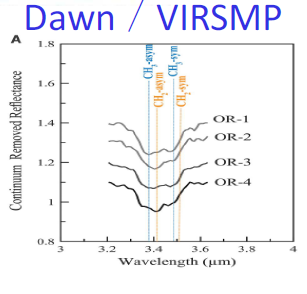 Dawn / VIRSMP
A
1.8
1.6
1.4
1.2
1
0.8
Continuum Removed Reflectance
CH3-asym
CH2-asym
CH3-sym
CH2-sym
OR-1
OR-2
OR-3
OR-4
3 3.2 3.4 3.6 3.8 4
Wavelength (μm)